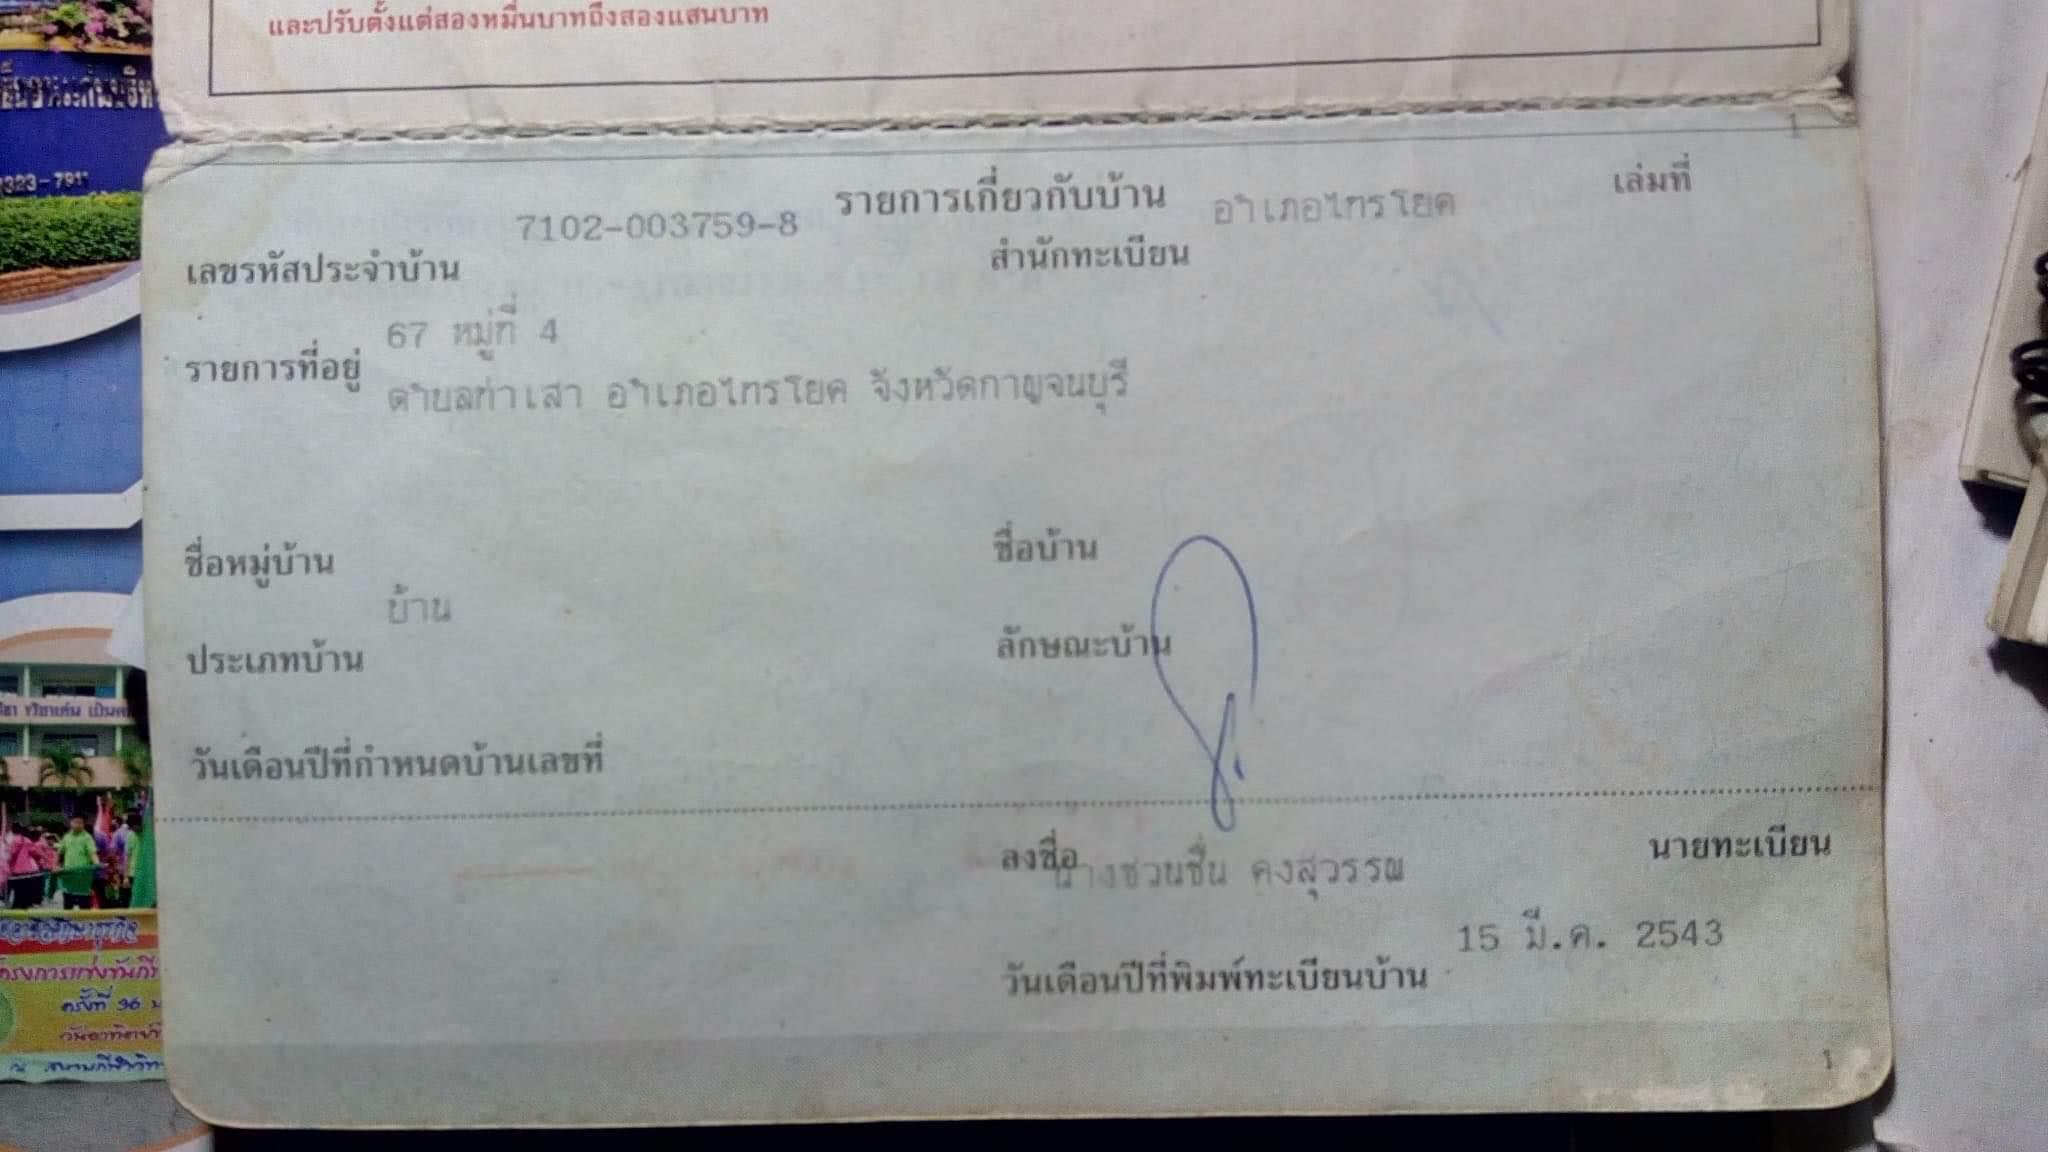 และปรับตั้งแต่สองหมื่นบาทถึงสองแสนบาท
1
รายการเกี่ยวกับบ้าน เล่มที่
เลขรหัสประจำบ้าน 7102-003759-8 สำนักทะเบียน อำเภอไทรโยค
รายการที่อยู่ 67 หมู่ที่ 4
ตำบลท่าเสา อำเภอไทรโยค จังหวัดกาญจนบุรี
ชื่อหมู่บ้าน ชื่อบ้าน
ประเภทบ้าน บ้าน ลักษณะบ้าน
วันเดือนปีที่กำหนดบ้านเลขที่
ลงชื่อ นางชวนชื่น คงสุวรรณ นายทะเบียน
วันเดือนปีที่พิมพ์ทะเบียนบ้าน 15 มี.ค. 2543
1
323-791
ครั้งที่ 36